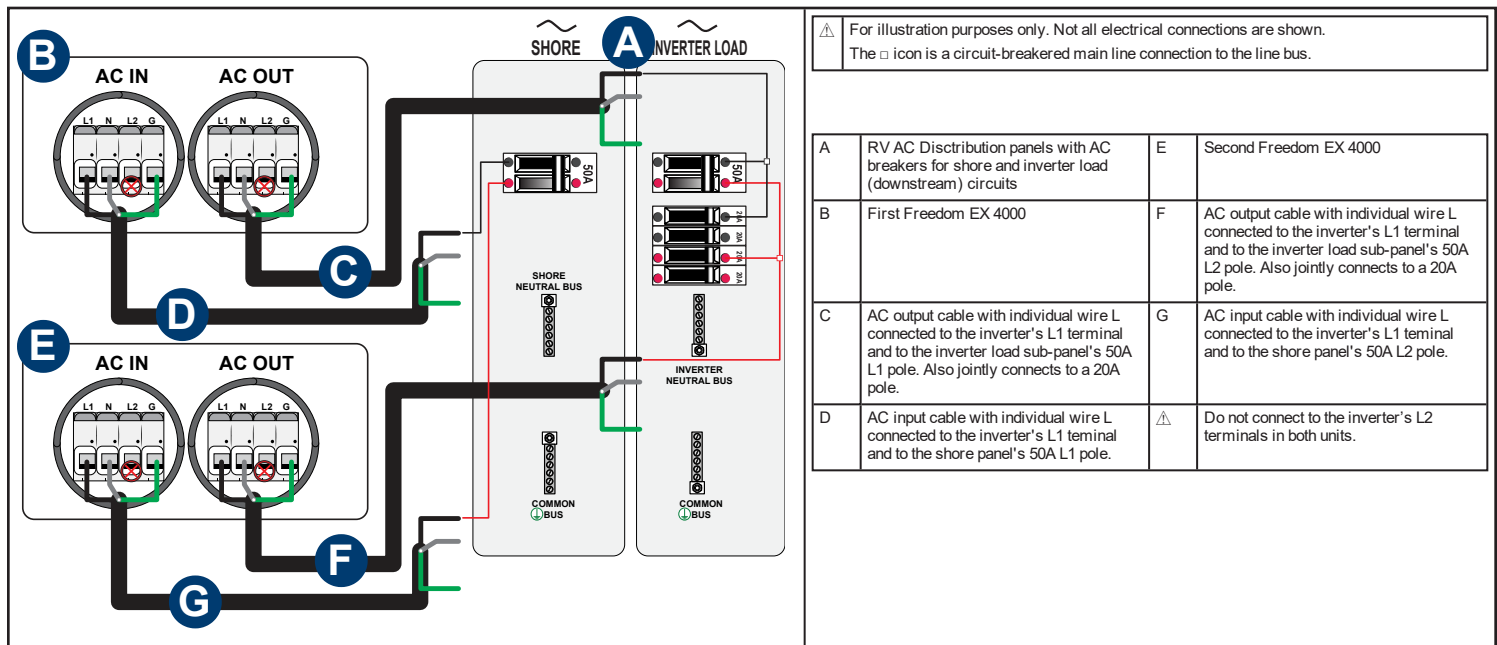 SHORE
A
INVERTER LOAD
B
AC IN
AC OUT
L1 N L2 G
L1 N L2 G
50A
50A
20A
20A
20A
20A
C
D
SHORE
NEUTRAL BUS
INVERTER
NEUTRAL BUS
E
AC IN
AC OUT
L1 N L2 G
L1 N L2 G
COMMON
BUS
COMMON
BUS
F
G
⚠ For illustration purposes only. Not all electrical connections are shown.
The □ icon is a circuit-breakered main line connection to the line bus.
A
RV AC Disctribution panels with AC
breakers for shore and inverter load
(downstream) circuits
E
Second Freedom EX 4000
B
First Freedom EX 4000
F
AC output cable with individual wire L
connected to the inverter's L1 terminal
and to the inverter load sub-panel's 50A
L2 pole. Also jointly connects to a 20A
pole.
C
AC output cable with individual wire L
connected to the inverter's L1 terminal
and to the inverter load sub-panel's 50A
L1 pole. Also jointly connects to a 20A
pole.
G
AC input cable with individual wire L
connected to the inverter's L1 teminal
and to the shore panel's 50A L2 pole.
D
AC input cable with individual wire L
connected to the inverter's L1 teminal
and to the shore panel's 50A L1 pole.
⚠
Do not connect to the inverter’s L2
terminals in both units.